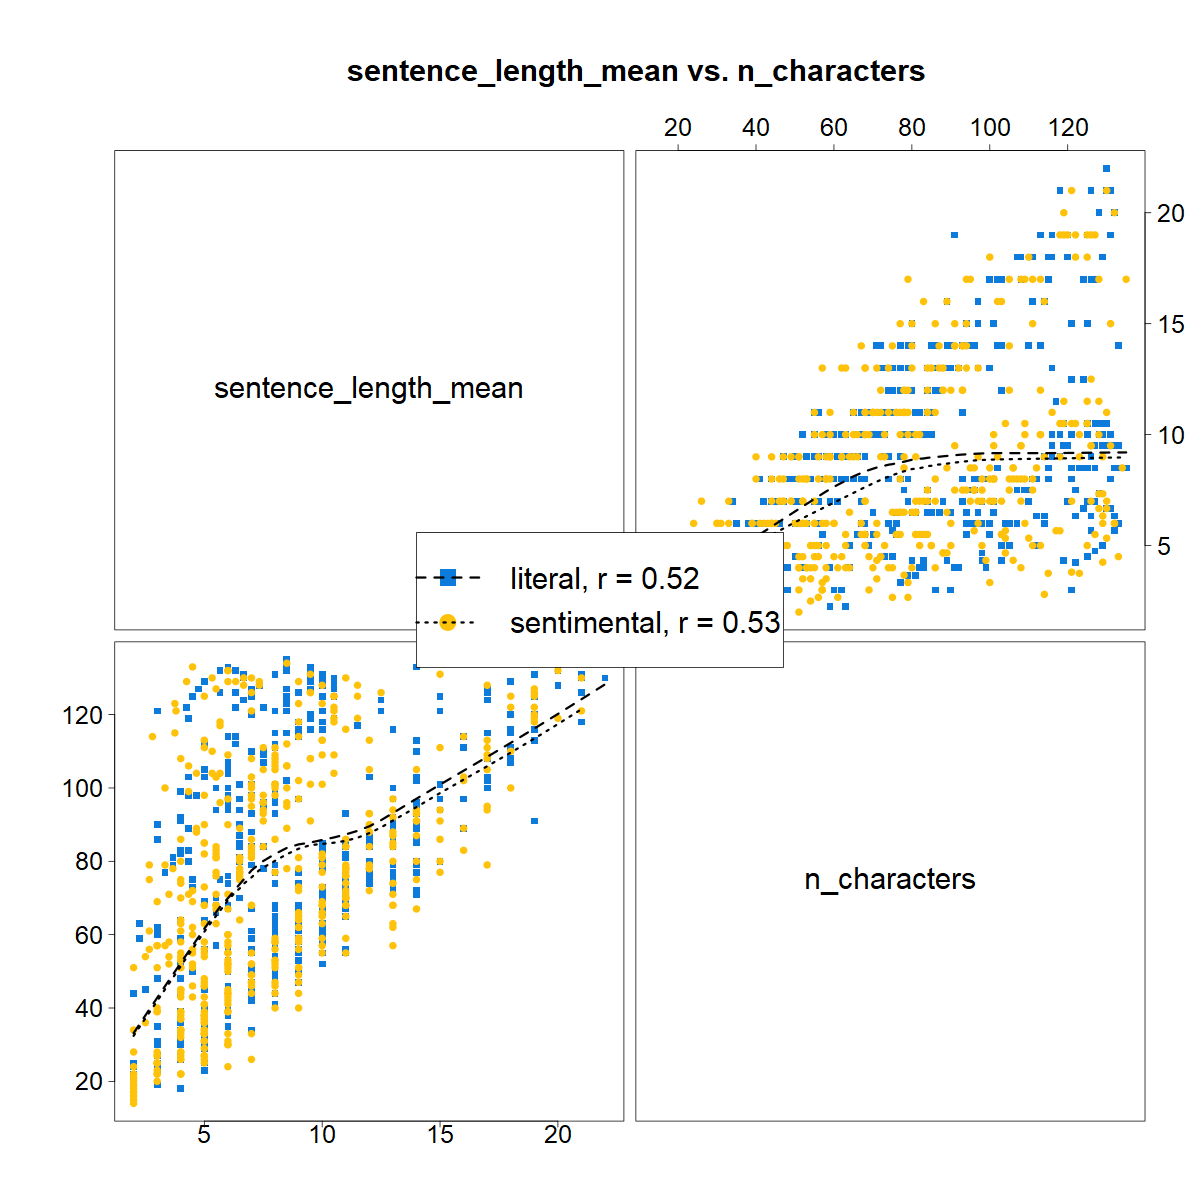 sentence_length_mean vs. n_characters
20 40 60 80 100 120
sentence_length_mean
20
15
10
5
literal, r = 0.52
sentimental, r = 0.53
120
100
80
60
40
20
n_characters
5 10 15 20